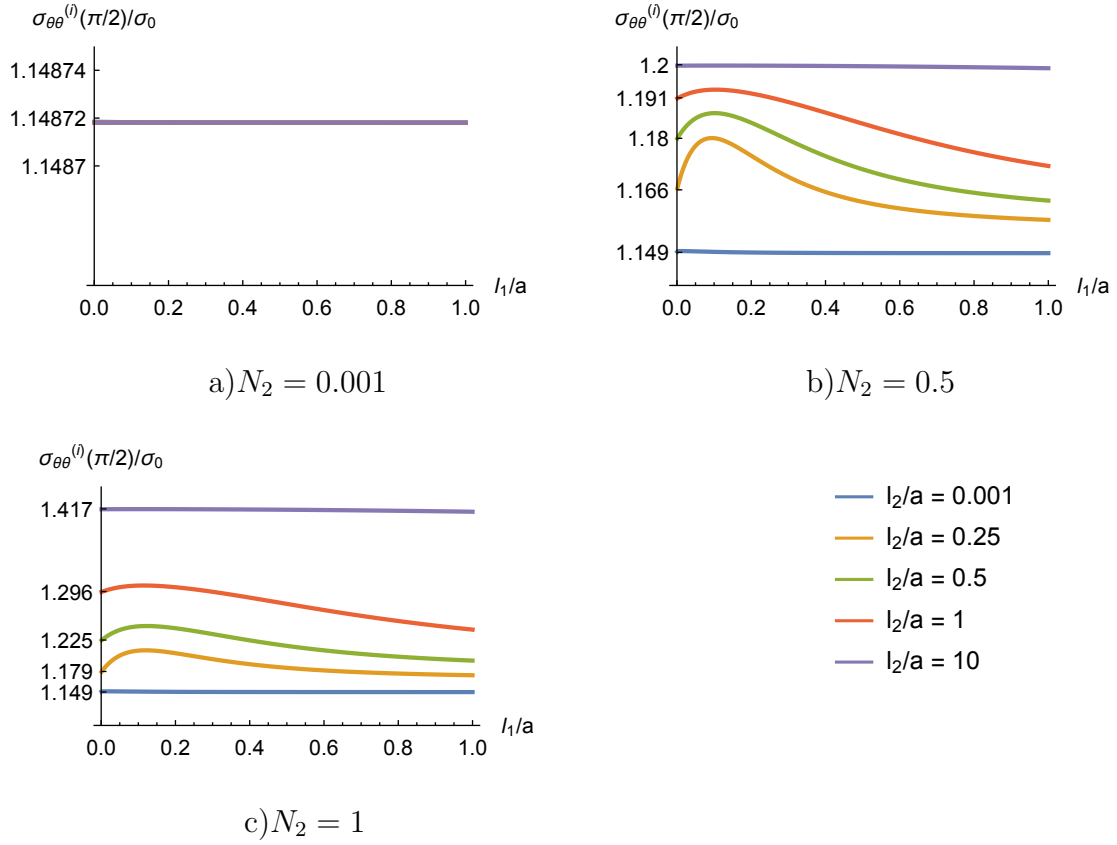 σθθ(i)(π/2)/σ0
1.14874
1.14872
1.1487
0.0 0.2 0.4 0.6 0.8 1.0
l1/a
a)N2 = 0.001
σθθ(i)(π/2)/σ0
1.2
1.191
1.18
1.166
1.149
0.0 0.2 0.4 0.6 0.8 1.0
l1/a
b)N2 = 0.5
σθθ(i)(π/2)/σ0
1.417
1.296
1.225
1.179
1.149
0.0 0.2 0.4 0.6 0.8 1.0
l1/a
c)N2 = 1
l2/a = 0.001
l2/a = 0.25
l2/a = 0.5
l2/a = 1
l2/a = 10